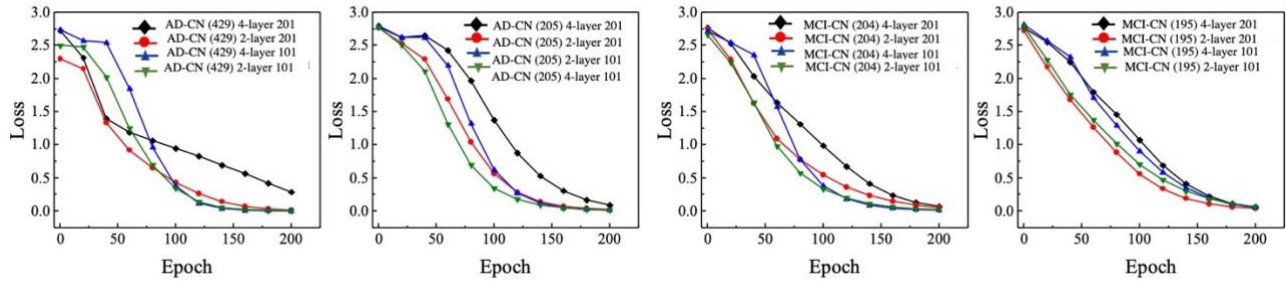 3.0
2.5
2.0
1.5
1.0
0.5
0.0
Loss
AD-CN (429) 4-layer 201
AD-CN (429) 2-layer 201
AD-CN (429) 4-layer 101
AD-CN (429) 2-layer 101
0
50
100
150
200
Epoch
3.0
2.5
2.0
1.5
1.0
0.5
0.0
Loss
AD-CN (205) 4-layer 201
AD-CN (205) 2-layer 201
AD-CN (205) 2-layer 101
AD-CN (205) 4-layer 101
0
50
100
150
200
Epoch
3.0
2.5
2.0
1.5
1.0
0.5
0.0
Loss
MCI-CN (204) 4-layer 201
MCI-CN (204) 2-layer 201
MCI-CN (204) 4-layer 101
MCI-CN (204) 2-layer 101
0
50
100
150
200
Epoch
3.0
2.5
2.0
1.5
1.0
0.5
0.0
Loss
MCI-CN (195) 4-layer 201
MCI-CN (195) 2-layer 201
MCI-CN (195) 4-layer 101
MCI-CN (195) 2-layer 101
0
50
100
150
200
Epoch